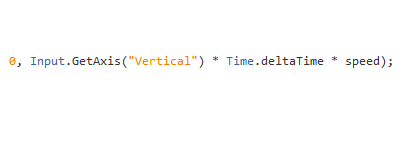 0, Input.GetAxis("Vertical") * Time.deltaTime * speed);